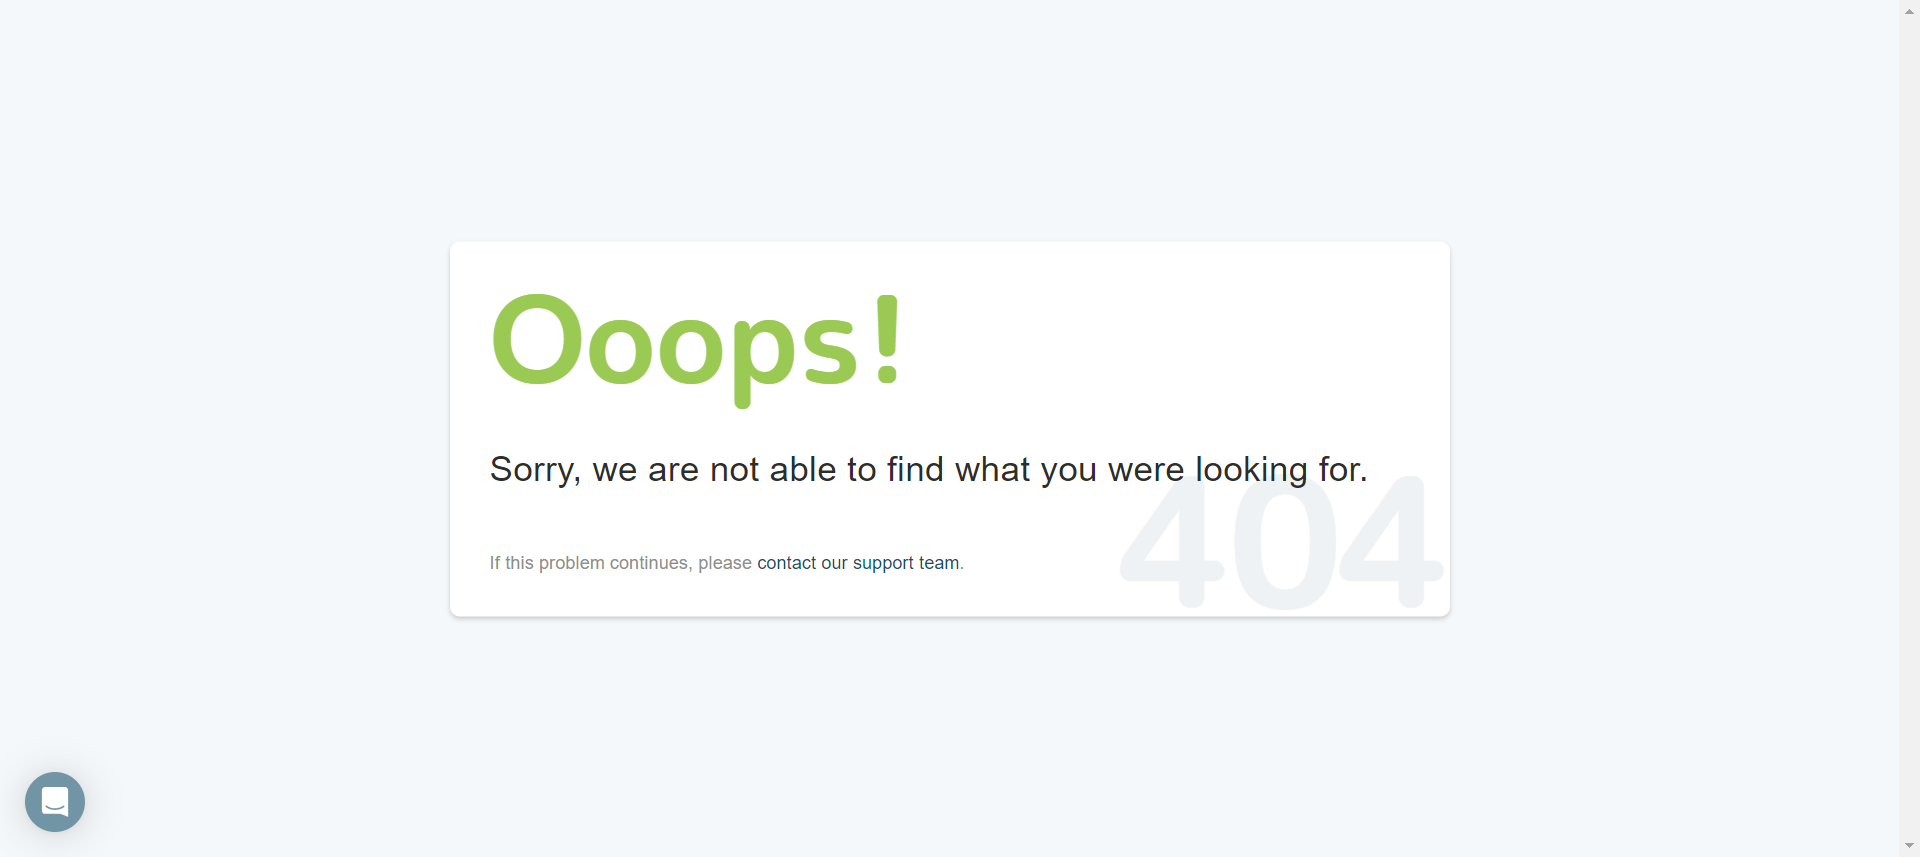 Ooops!
Sorry, we are not able to find what you were looking for.
404
If this problem continues, please contact our support team.